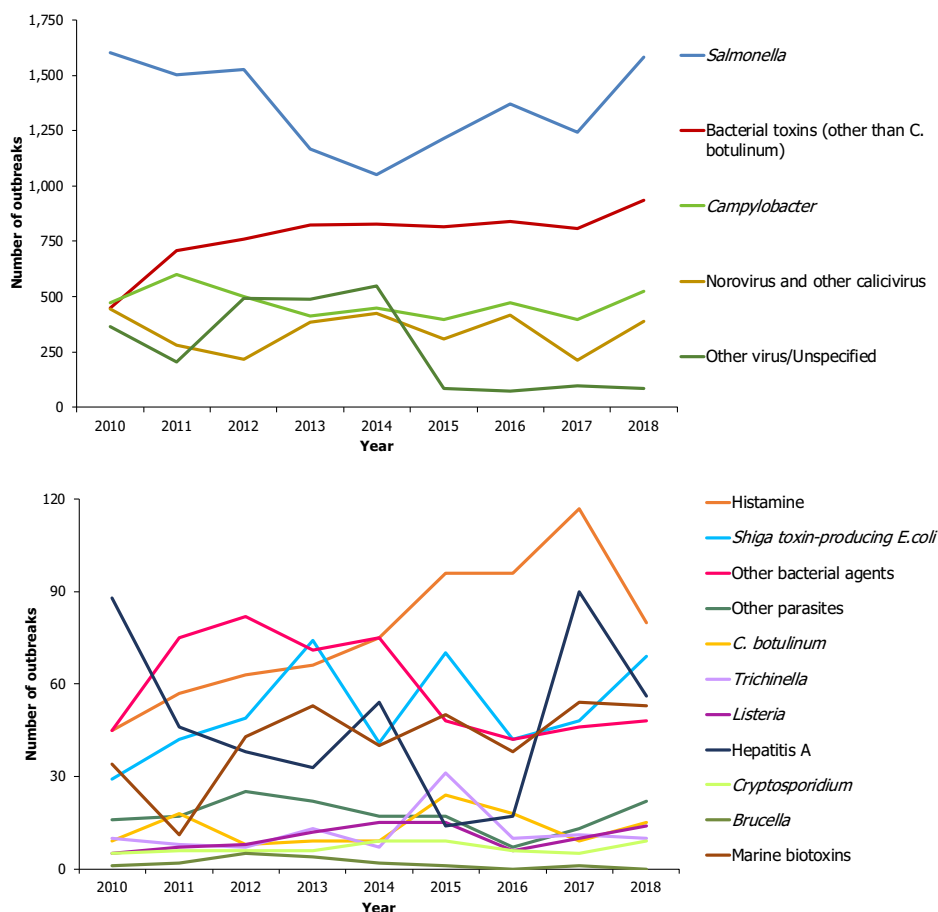 1,750
1,500
1,250
1,000
750
500
250
0
Number of outbreaks
2010 2011 2012 2013 2014 2015 2016 2017 2018
Year
Salmonella
Bacterial toxins (other than C.
botulinum)
Campylobacter
Norovirus and other calicivirus
Other virus/Unspecified
120
90
60
30
0
Number of outbreaks
2010 2011 2012 2013 2014 2015 2016 2017 2018
Year
Histamine
Shiga toxin-producing E.coli
Other bacterial agents
Other parasites
C. botulinum
Trichinella
Listeria
Hepatitis A
Cryptosporidium
Brucella
Marine biotoxins